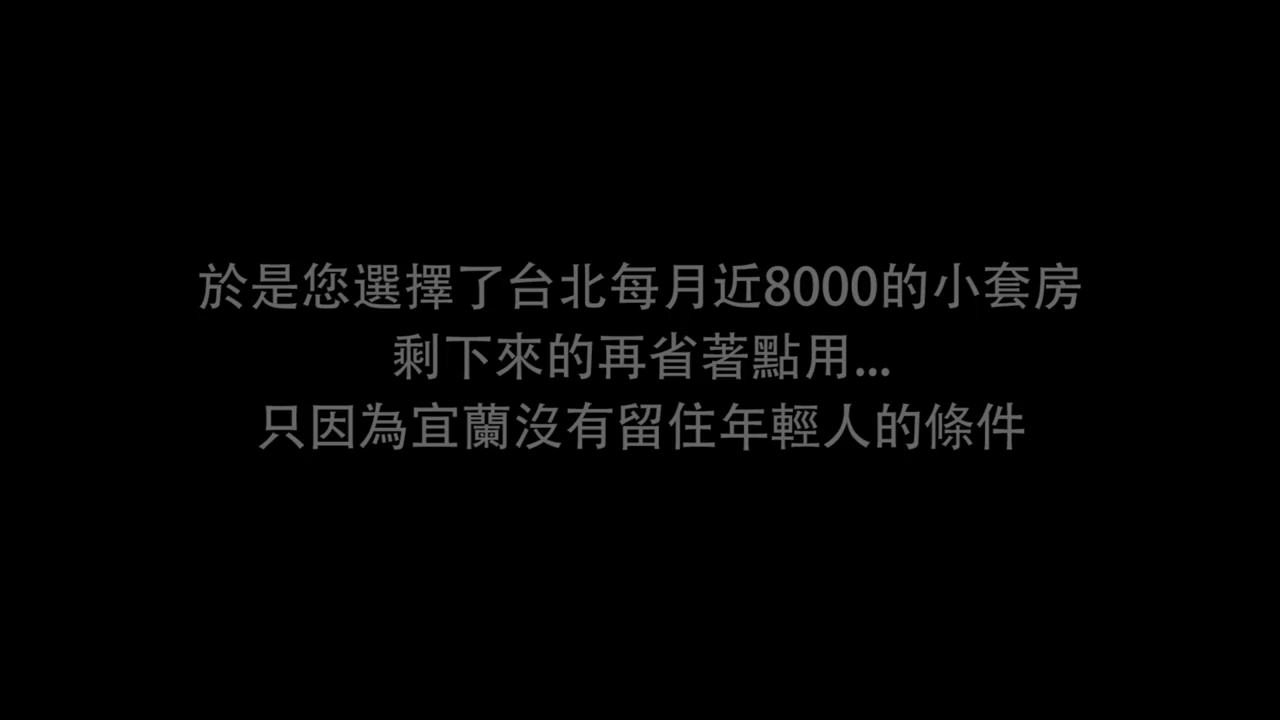 於是您選擇了台北每月近8000的小套房
剩下來的再省著點用...
只因為宜蘭沒有留住年輕人的條件